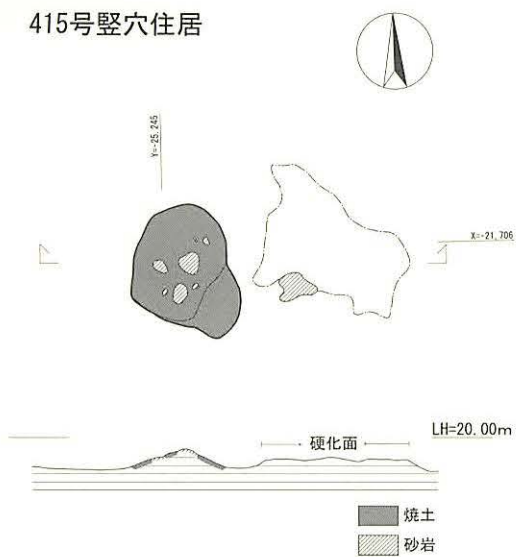 415号竪穴住居
Y=-25,245
X=-21,706
LH=20.00m
硬化面
焼土
砂岩